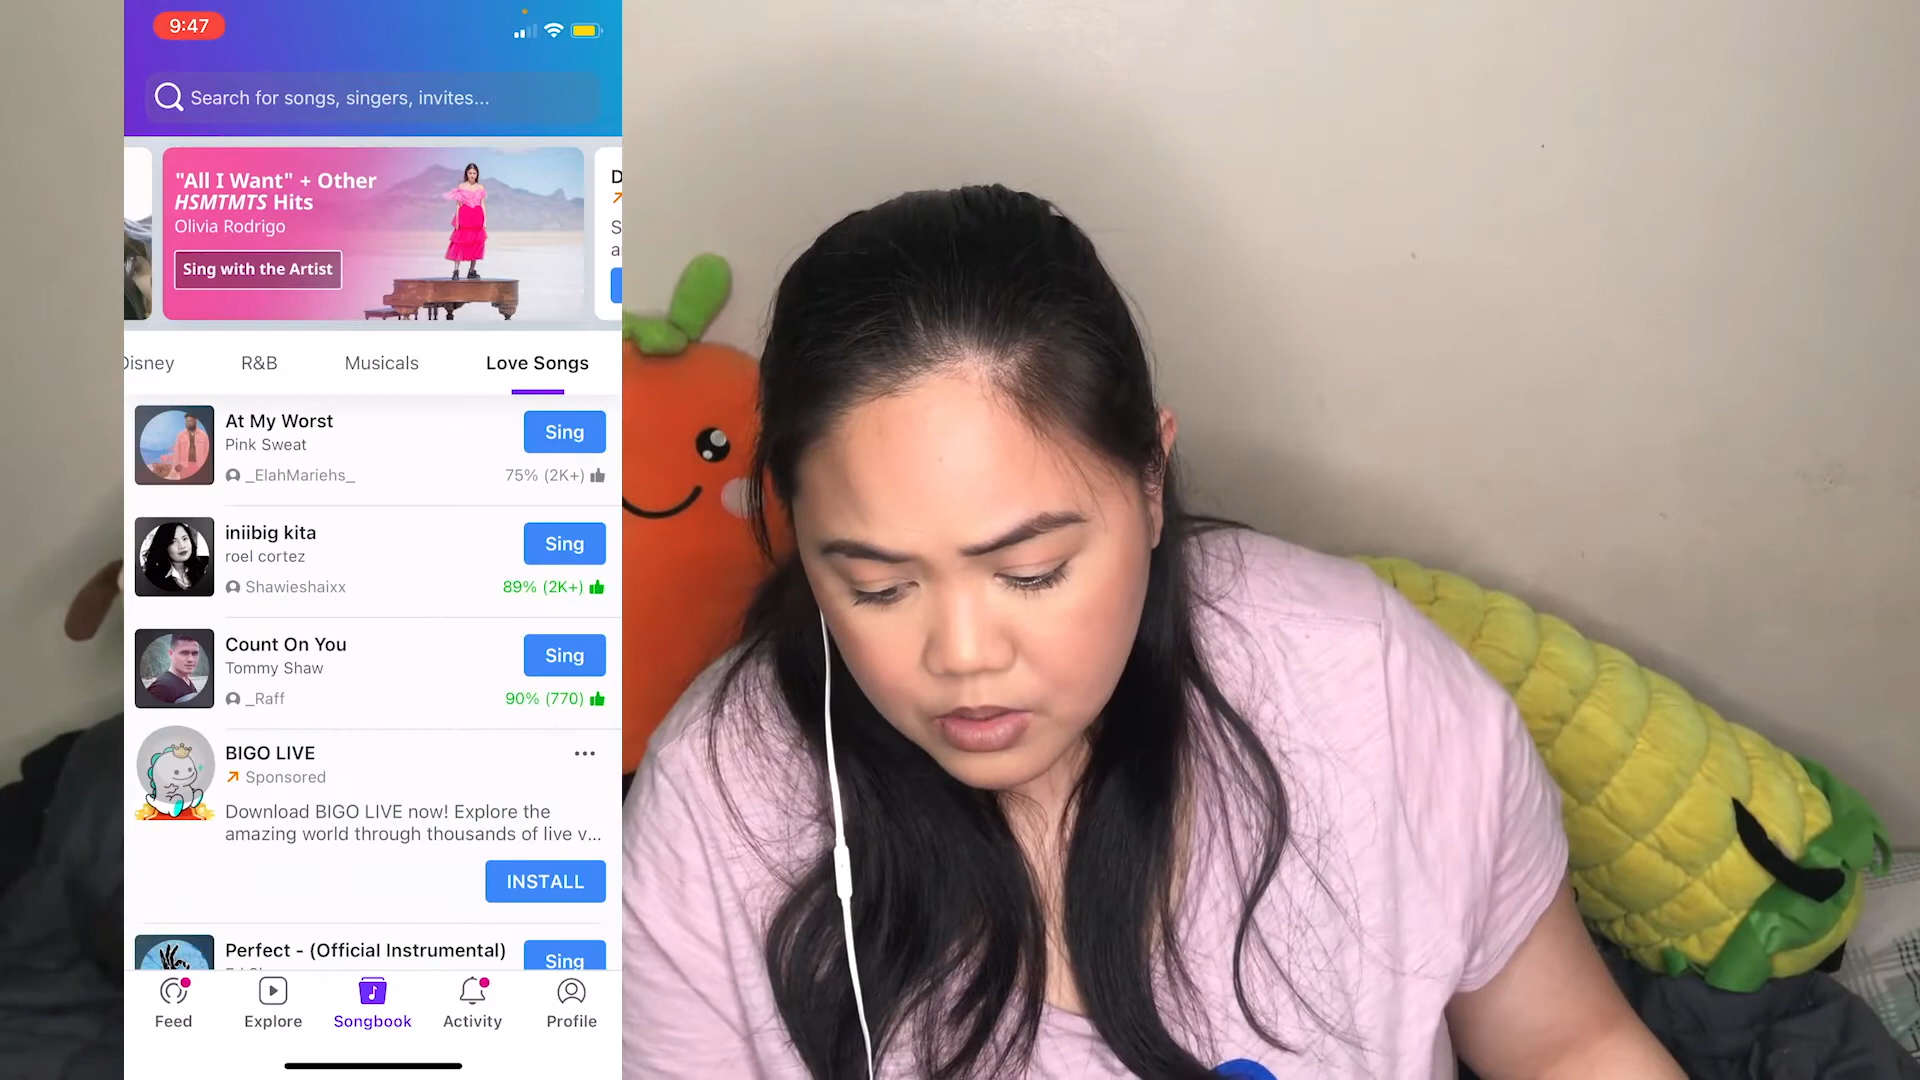 9:47
Search for songs, singers, invites...
"All I Want" + Other
HSMTMTS Hits
Olivia Rodrigo
Sing with the Artist
D
S
a
Disney
R&B
Musicals
Love Songs
At My Worst
Pink Sweat
_ElahMariehs_
Sing
75% (2K+)
iniibig kita
roel cortez
Shawieshaixx
Sing
89% (2K+)
Count On You
Tommy Shaw
_Raff
Sing
90% (770)
BIGO LIVE
Sponsored
Download BIGO LIVE now! Explore the
amazing world through thousands of live v...
INSTALL
Perfect - (Official Instrumental)
Sing
Feed
Explore
Songbook
Activity
Profile